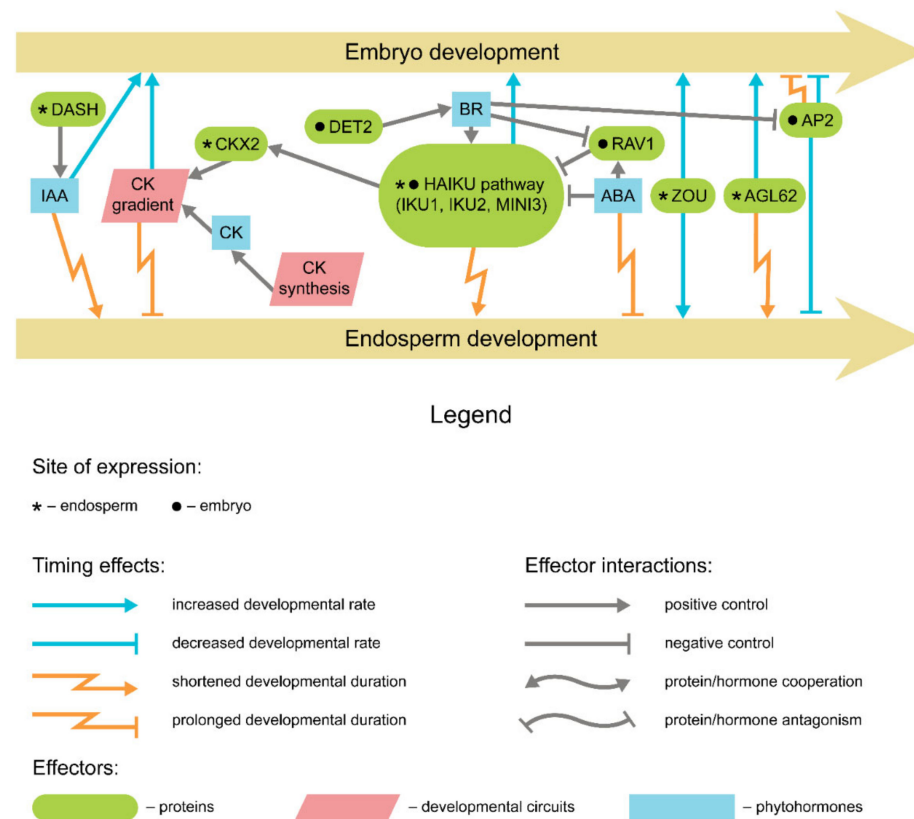 Embryo development
* DASH
BR
● DET2
● AP2
* CKX2
● RAV1
IAA
CK
gradient
* ● HAIKU pathway
(IKU1, IKU2, MINI3)
ABA
* ZOU
* AGL62
CK
CK
synthesis
Endosperm development
Legend
Site of expression:
* – endosperm ● – embryo
Timing effects:
Effector interactions:
increased developmental rate
positive control
decreased developmental rate
negative control
shortened developmental duration
protein/hormone cooperation
prolonged developmental duration
protein/hormone antagonism
Effectors:
– proteins
– developmental circuits
– phytohormones